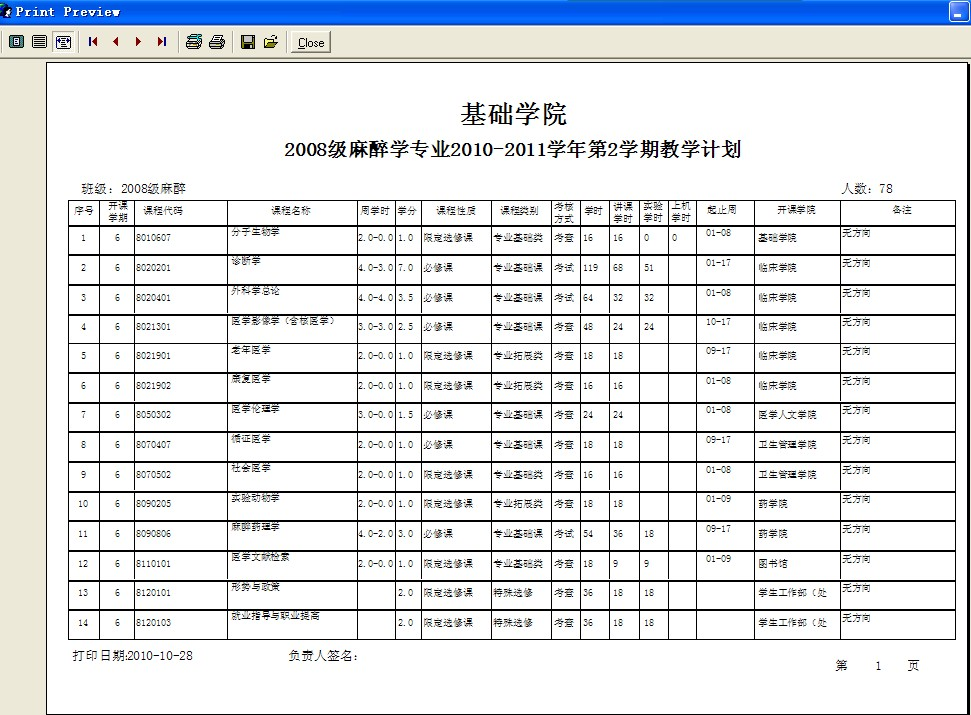 Print Preview
Close
基础学院
2008级麻醉学专业2010-2011学年第2学期教学计划
班级: 2008级麻醉 人数: 78
序号 开课学期 课程代码 课程名称 周学时 学分 课程性质 课程类别 考核方式 学时 讲课学时 实验学时 上机学时 起止周 开课学院 备注
1 6 8010607 分子生物学 2.0-0.0 1.0 限定选修课 专业基础类 考查 16 16 0 0 01-08 基础学院 无方向
2 6 8020201 诊断学 4.0-3.0 7.0 必修课 专业基础课 考试 119 68 51 01-17 临床学院 无方向
3 6 8020401 外科学总论 4.0-4.0 3.5 必修课 专业基础课 考试 64 32 32 01-08 临床学院 无方向
4 6 8021301 医学影像学（含核医学） 3.0-3.0 2.5 必修课 专业基础课 考查 48 24 24 10-17 临床学院 无方向
5 6 8021901 老年医学 2.0-0.0 1.0 限定选修课 专业拓展类 考查 18 18 09-17 临床学院 无方向
6 6 8021902 康复医学 2.0-0.0 1.0 限定选修课 专业拓展类 考查 16 16 01-08 临床学院 无方向
7 6 8050302 医学伦理学 3.0-0.0 1.5 必修课 专业基础课 考查 24 24 01-08 医学人文学院 无方向
8 6 8070407 循证医学 2.0-0.0 1.0 必修课 专业基础课 考查 18 18 09-17 卫生管理学院 无方向
9 6 8070502 社会医学 2.0-0.0 1.0 限定选修课 专业基础类 考查 16 16 01-08 卫生管理学院 无方向
10 6 8090205 实验动物学 2.0-0.0 1.0 限定选修课 专业拓展类 考查 18 18 01-09 药学院 无方向
11 6 8090806 麻醉药理学 4.0-2.0 3.0 必修课 专业基础课 考试 54 36 18 09-17 药学院 无方向
12 6 8110101 医学文献检索 2.0-0.0 1.0 限定选修课 专业基础类 考查 18 9 9 01-09 图书馆 无方向
13 6 8120101 形势与政策 2.0 限定选修课 特殊选修 考查 36 18 18 学生工作部（处 无方向
14 6 8120103 就业指导与职业提高 2.0 限定选修课 特殊选修 考查 36 18 18 学生工作部（处 无方向
打印日期:2010-10-28 负责人签名:
第 1 页